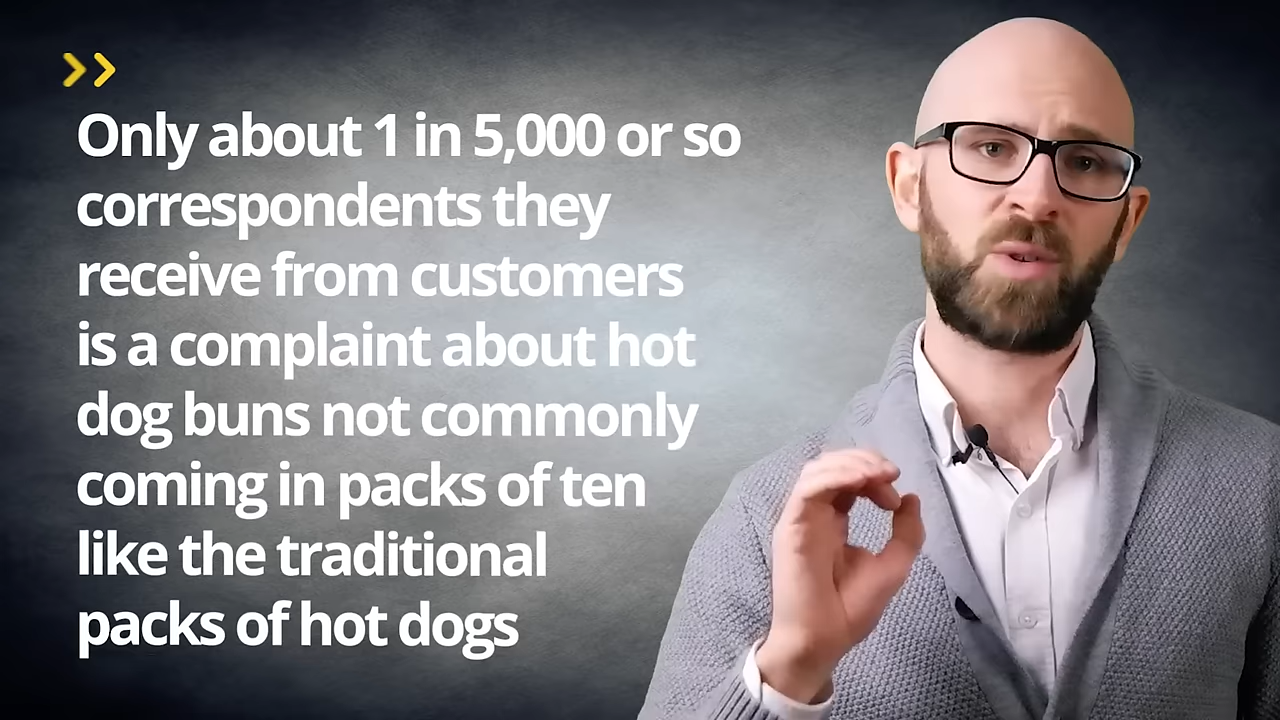 Only about 1 in 5,000 or so
correspondents they
receive from customers
is a complaint about hot
dog buns not commonly
coming in packs of ten
like the traditional
packs of hot dogs